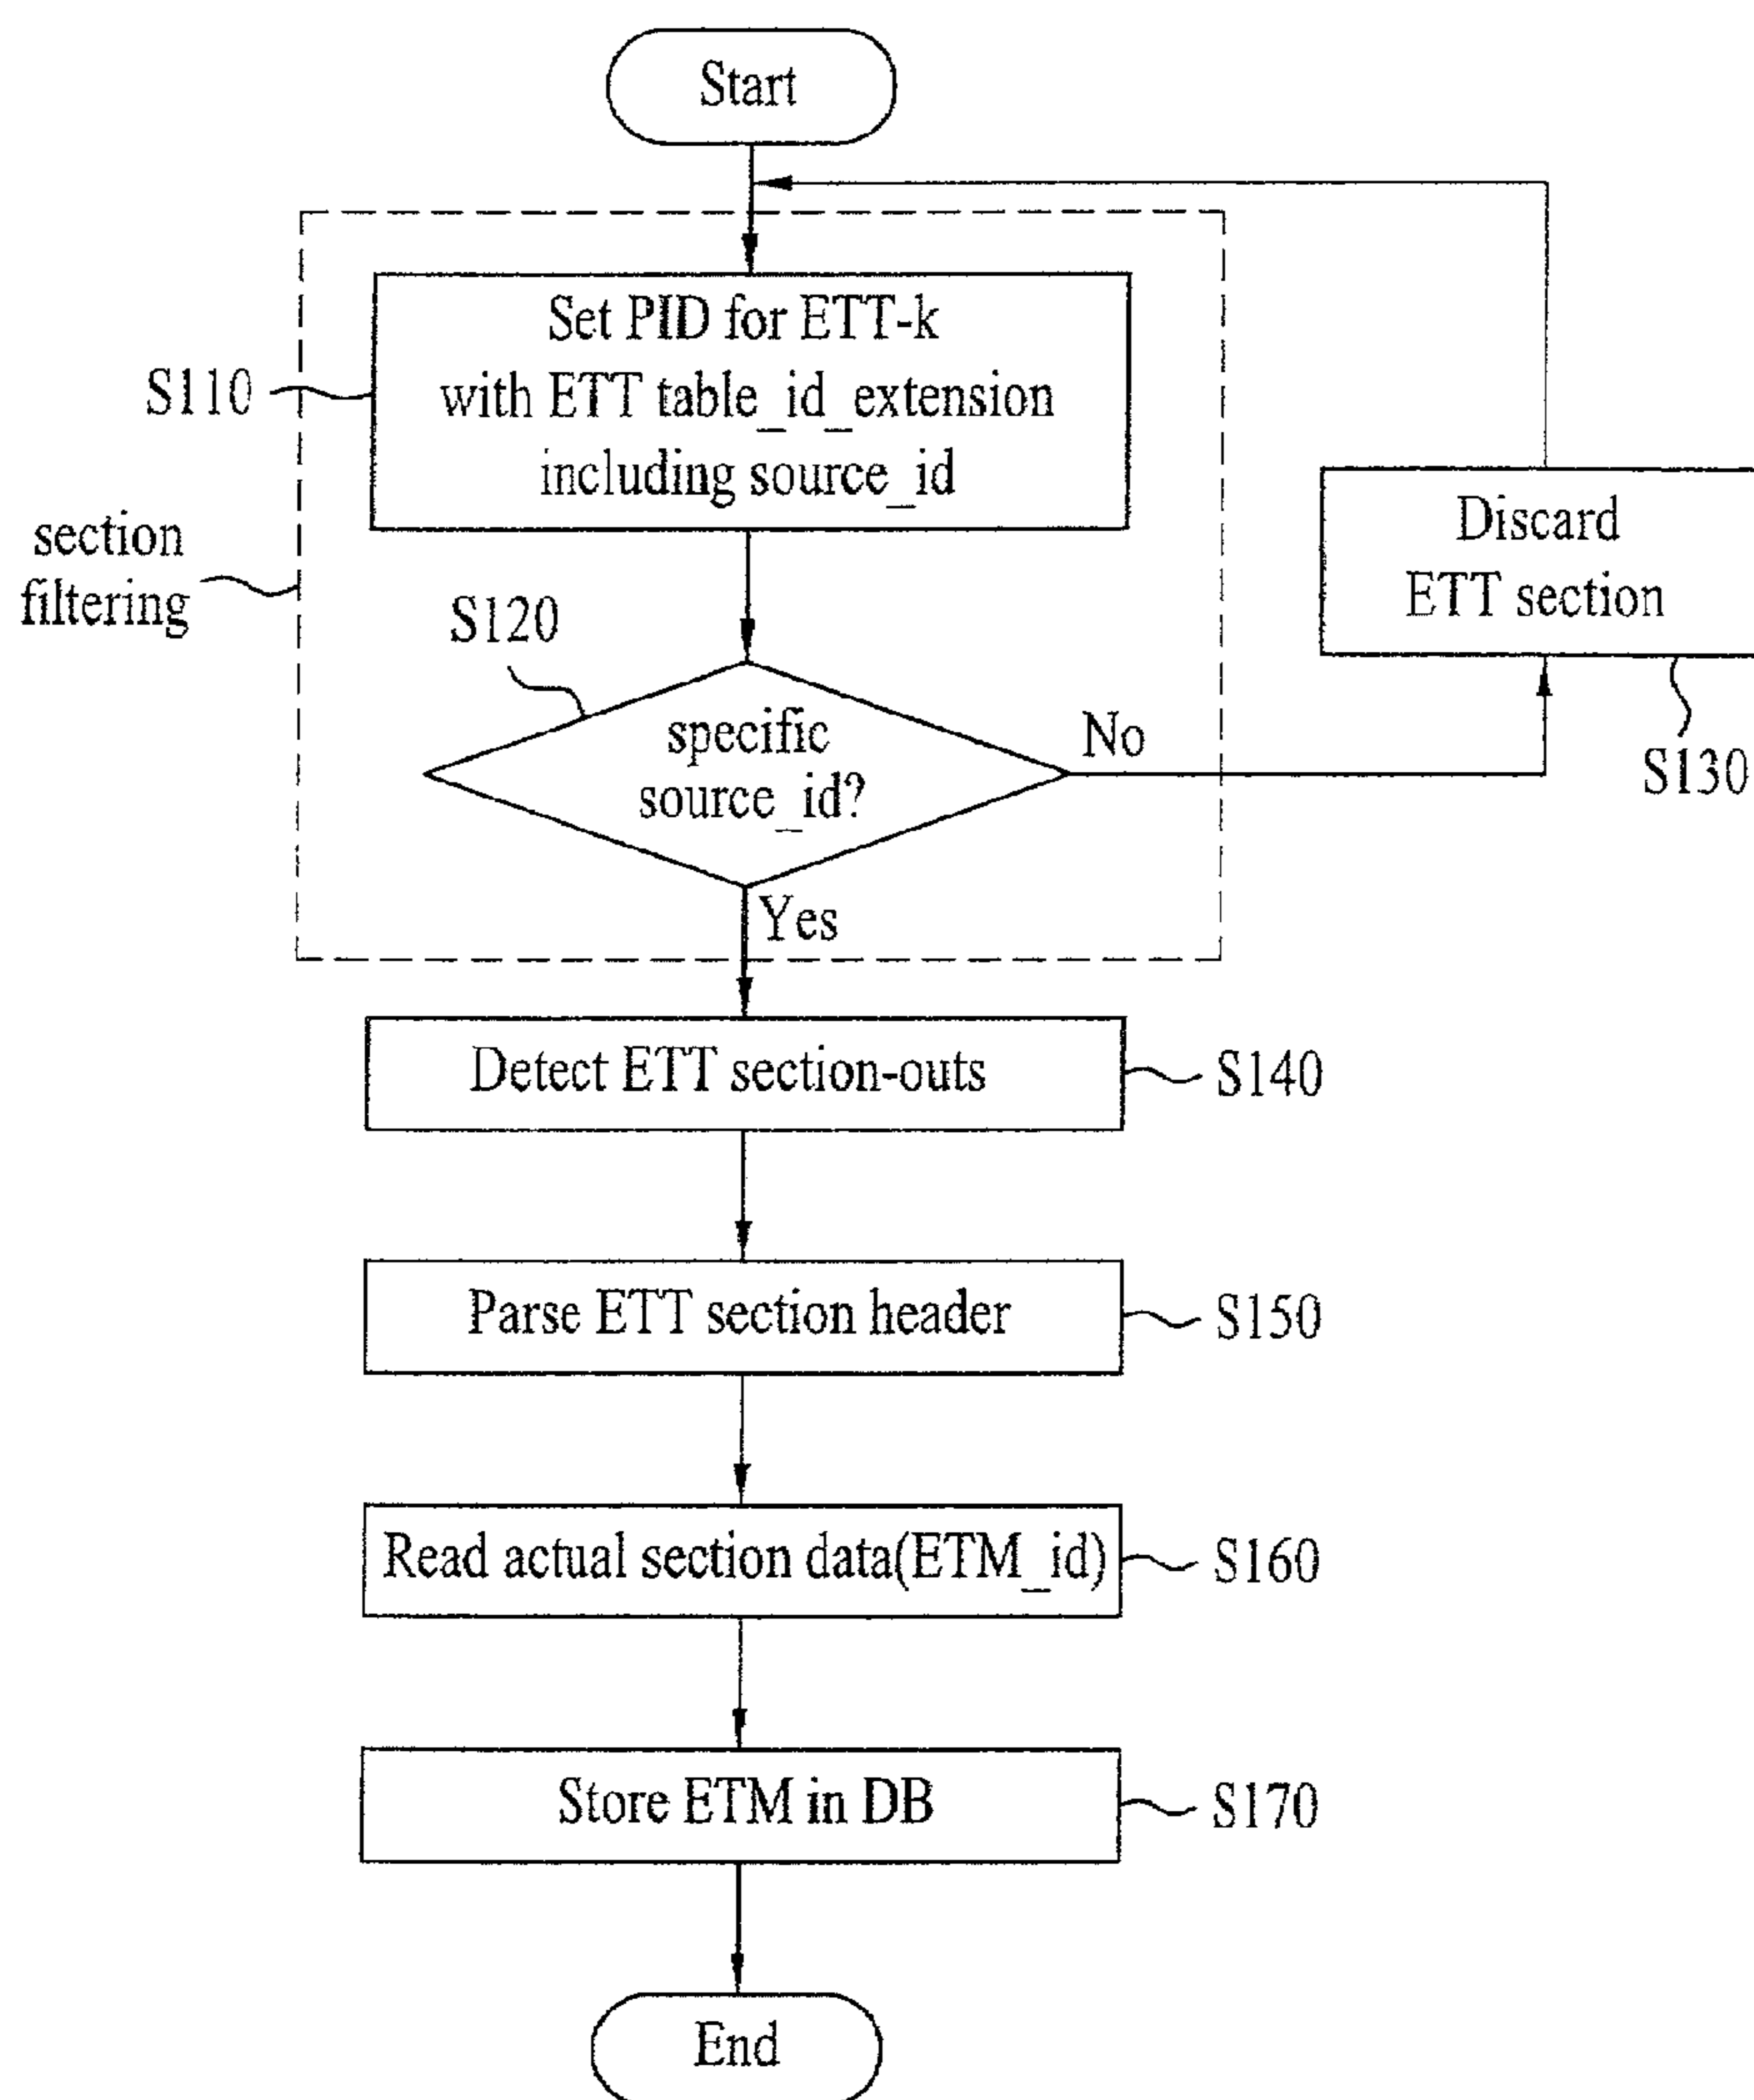 Start
Set PID for ETT-k
with ETT table_id_extension
including source_id
S110
section
filtering
S120
specific
source_id?
No
Yes
Discard
ETT section
S130
Detect ETT section-outs
S140
Parse ETT section header
S150
Read actual section data(ETM_id)
S160
Store ETM in DB
S170
End